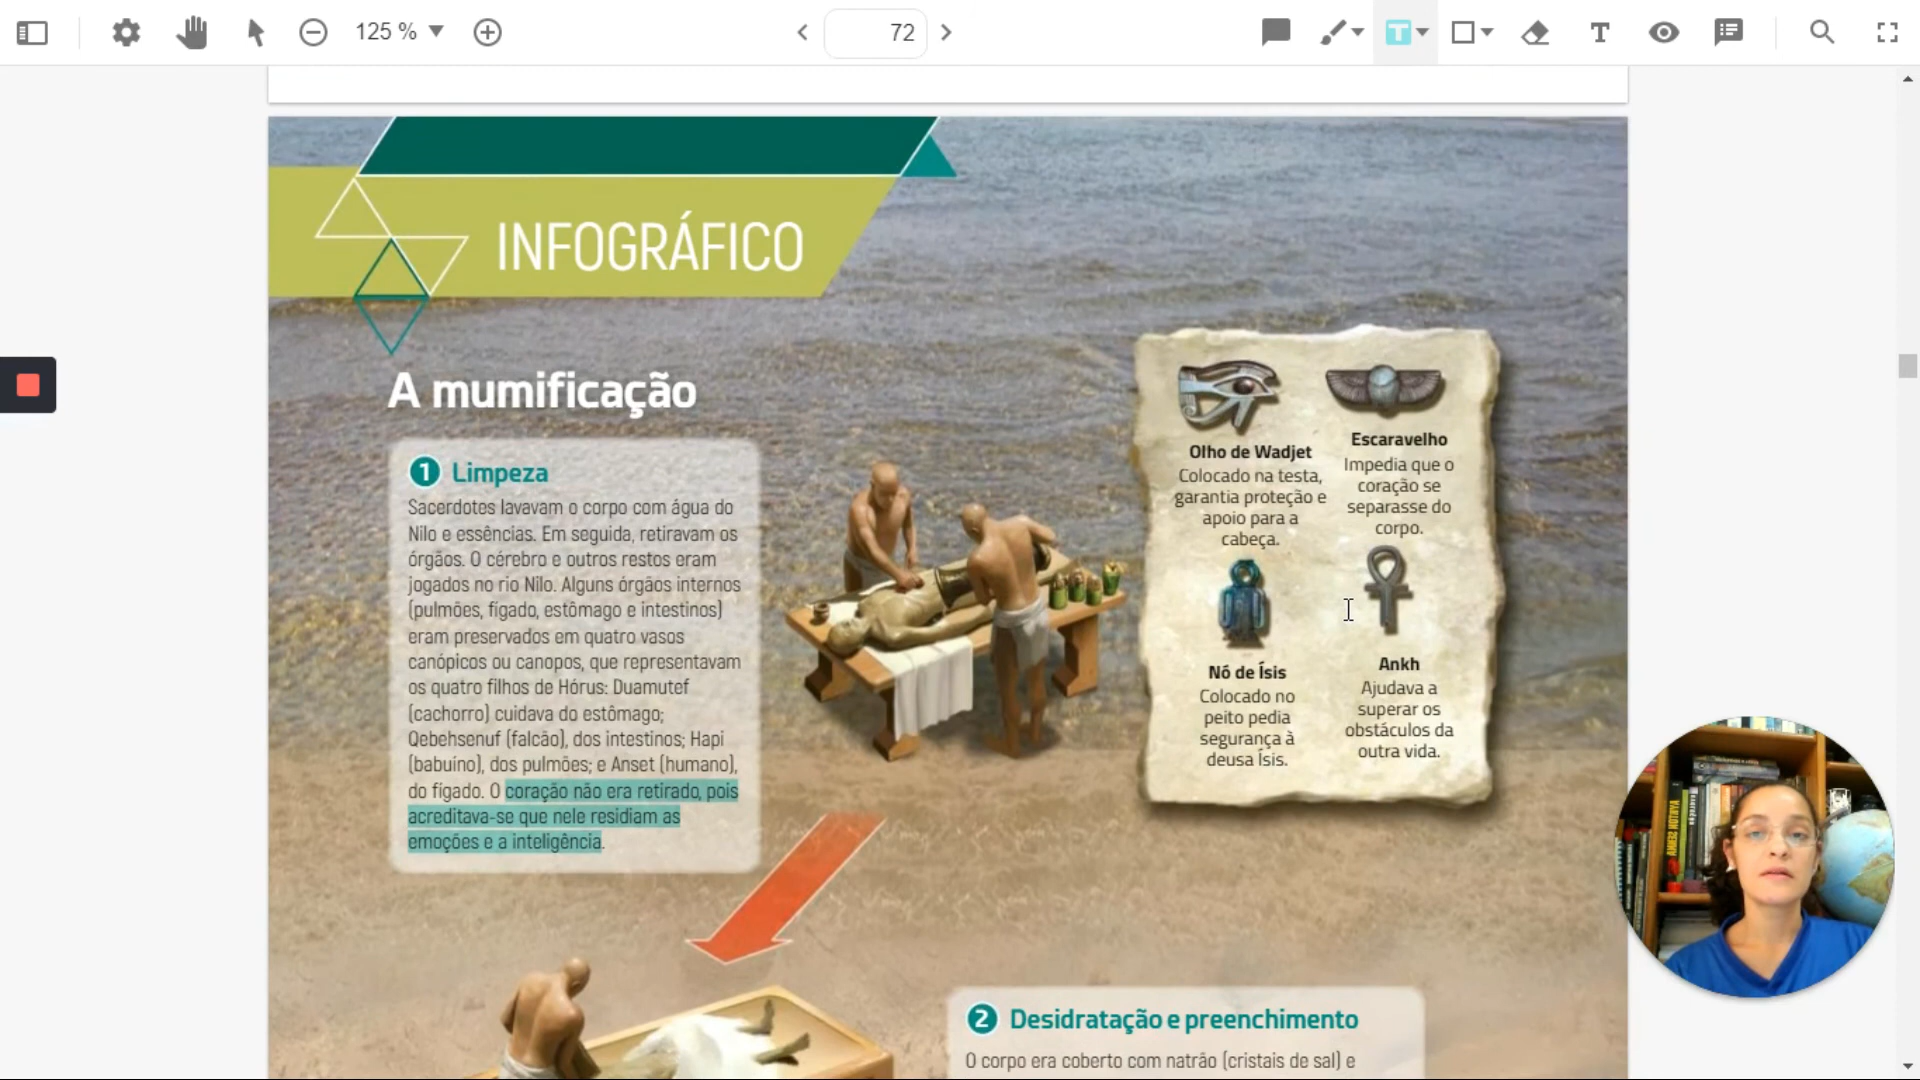 125 %
72
INFOGRÁFICO
A mumificação
1 Limpeza
Sacerdotes lavavam o corpo com água do
Nilo e essências. Em seguida, retiravam os
órgãos. O cérebro e outros restos eram
jogados no rio Nilo. Alguns órgãos internos
(pulmões, fígado, estômago e intestinos)
eram preservados em quatro vasos
canópicos ou canopos, que representavam
os quatro filhos de Hórus: Duamutef
(cachorro) cuidava do estômago;
Qebehsenuf (falcão), dos intestinos; Hapi
(babuíno), dos pulmões; e Anset (humano),
do fígado. O coração não era retirado, pois
acreditava-se que nele residiam as
emoções e a inteligência.
Olho de Wadjet
Colocado na testa,
garantia proteção e
apoio para a
cabeça.
Escaravelho
Impedia que o
coração se
separasse do
corpo.
Nó de Ísis
Colocado no
peito pedia
segurança à
deusa Ísis.
Ankh
Ajudava a
superar os
obstáculos da
outra vida.
2 Desidratação e preenchimento
O corpo era coberto com natrão (cristais de sal) e